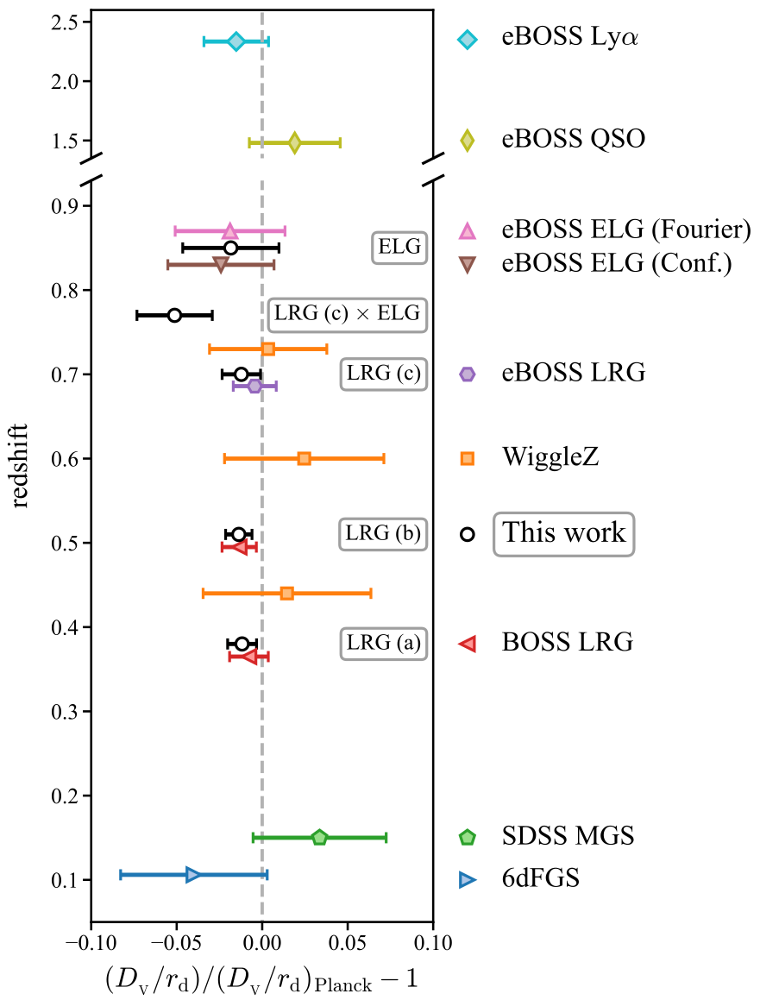 2.5
2.0
1.5
0.9
0.8
0.7
0.6
0.5
0.4
0.3
0.2
0.1
redshift
ELG
LRG (c) × ELG
LRG (c)
LRG (b)
LRG (a)
−0.10 −0.05 0.00 0.05 0.10
(D_v/r_d)/(D_v/r_d)_Planck − 1
eBOSS Lyα
eBOSS QSO
eBOSS ELG (Fourier)
eBOSS ELG (Conf.)
eBOSS LRG
WiggleZ
This work
BOSS LRG
SDSS MGS
6dFGS